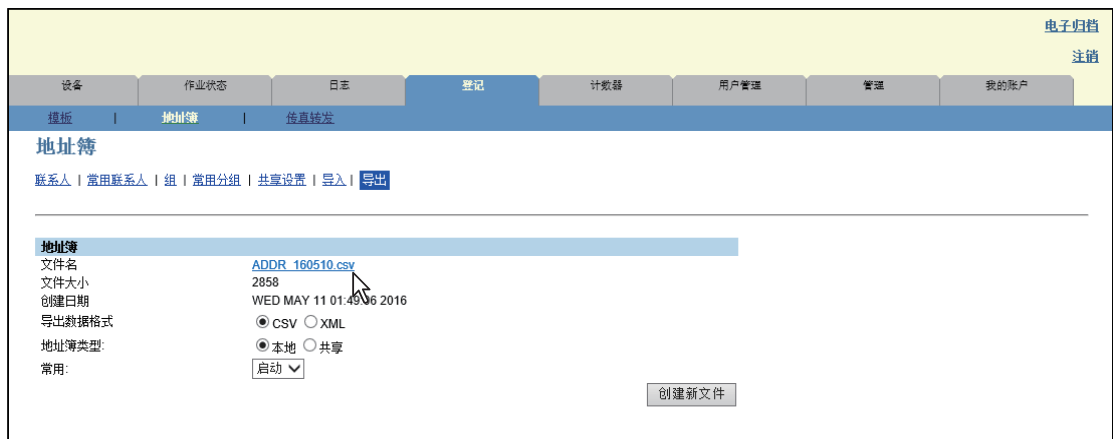 电子归档
注销
设备 作业状态 日志 登记 计数器 用户管理 管理 我的账户
模板 | 地址簿 | 传真转发
地址簿
联系人 | 常用联系人 | 组 | 常用分组 | 共享设置 | 导入 | 导出
地址簿
文件名 ADDR_160510.csv
文件大小 2858
创建日期 WED MAY 11 01:49: 6 2016
导出数据格式 CSV XML
地址簿类型: 本地 共享
常用: 启动
创建新文件